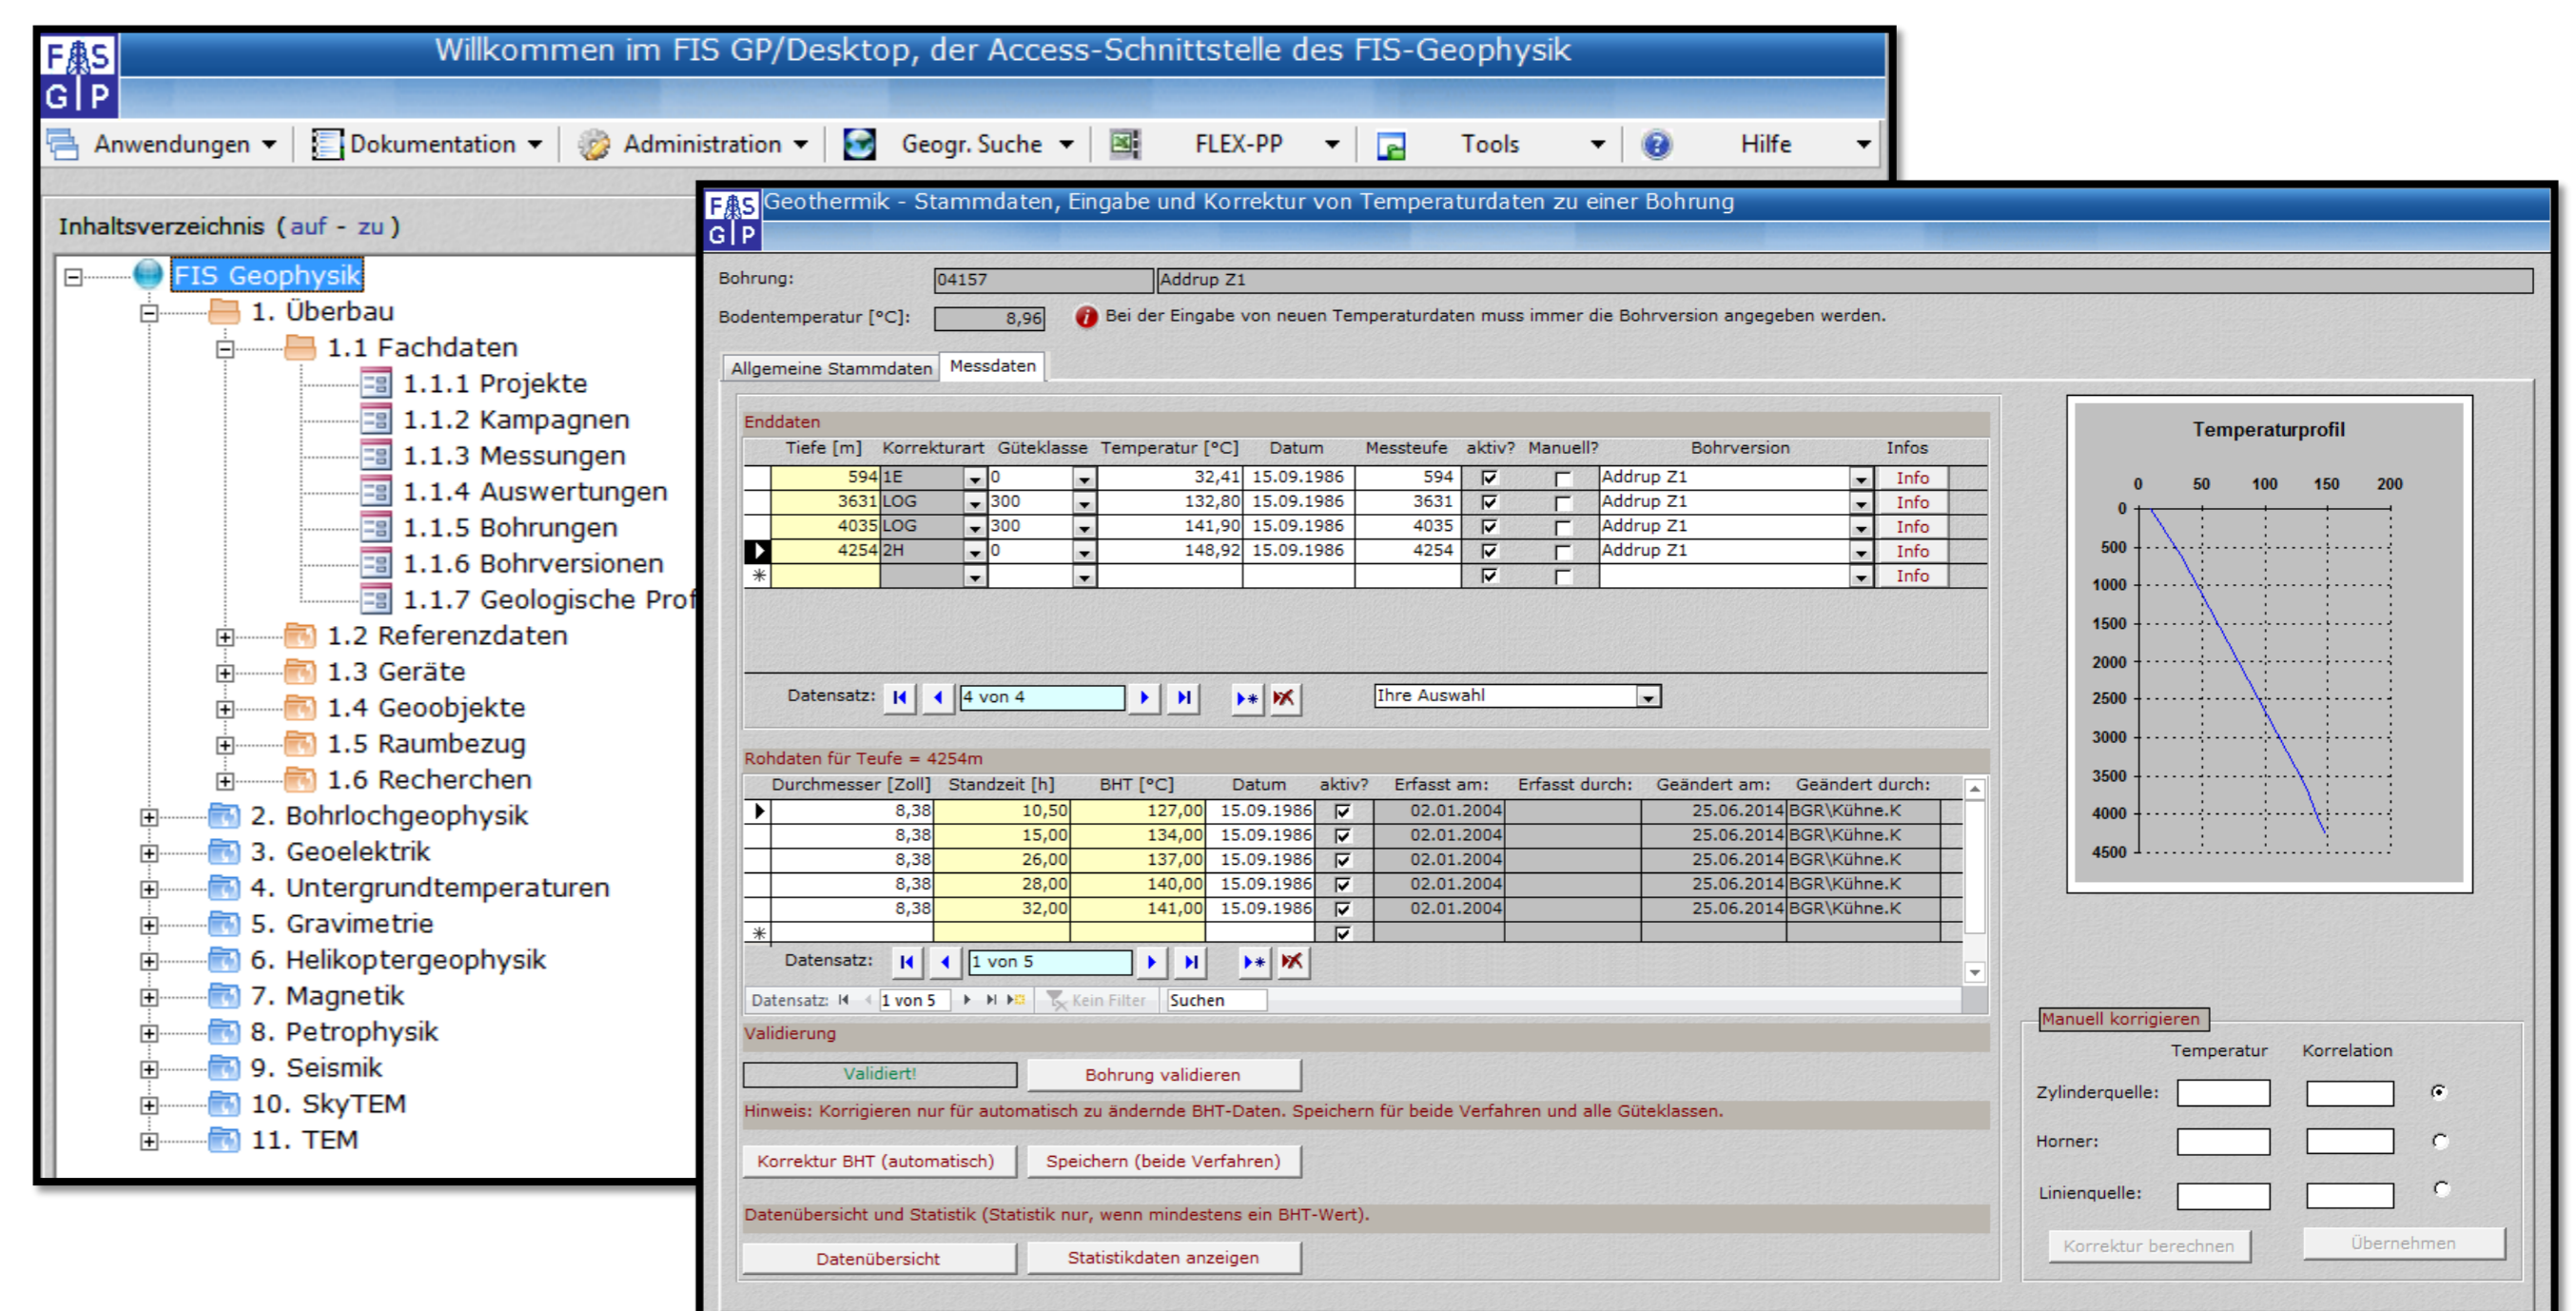 FIS
GP
Willkommen im FIS GP/Desktop, der Access-Schnittstelle des FIS-Geophysik
Anwendungen Dokumentation Administration Geogr. Suche FLEX-PP Tools Hilfe
Inhaltsverzeichnis (auf - zu)
FIS Geophysik
1. Überbau
1.1 Fachdaten
1.1.1 Projekte
1.1.2 Kampagnen
1.1.3 Messungen
1.1.4 Auswertungen
1.1.5 Bohrungen
1.1.6 Bohrversionen
1.1.7 Geologische Prof
1.2 Referenzdaten
1.3 Geräte
1.4 Geoobjekte
1.5 Raumbezug
1.6 Recherchen
2. Bohrlochgeophysik
3. Geoelektrik
4. Untergrundtemperaturen
5. Gravimetrie
6. Helikoptergeophysik
7. Magnetik
8. Petrophysik
9. Seismik
10. SkyTEM
11. TEM
FIS
GP
Geothermik - Stammdaten, Eingabe und Korrektur von Temperaturdaten zu einer Bohrung
Bohrung: 04157 Addrup Z1
Bodentemperatur [°C]: 8,96 Bei der Eingabe von neuen Temperaturdaten muss immer die Bohrversion angegeben werden.
Allgemeine Stammdaten Messdaten
Enddaten
Tiefe [m] Korrekturart Güteklasse Temperatur [°C] Datum Messteufe aktiv? Manuell? Bohrversion Infos
594 1E 0 32,41 15.09.1986 594 Addrup Z1 Info
3631 LOG 300 132,80 15.09.1986 3631 Addrup Z1 Info
4035 LOG 300 141,90 15.09.1986 4035 Addrup Z1 Info
4254 2H 0 148,92 15.09.1986 4254 Addrup Z1 Info
* Info
Datensatz: 4 von 4 Ihre Auswahl
Rohdaten für Teufe = 4254m
Durchmesser [Zoll] Standzeit [h] BHT [°C] Datum aktiv? Erfasst am: Erfasst durch: Geändert am: Geändert durch:
8,38 10,50 127,00 15.09.1986 02.01.2004 25.06.2014 BGR\Kühne.K
8,38 15,00 134,00 15.09.1986 02.01.2004 25.06.2014 BGR\Kühne.K
8,38 26,00 137,00 15.09.1986 02.01.2004 25.06.2014 BGR\Kühne.K
8,38 28,00 140,00 15.09.1986 02.01.2004 25.06.2014 BGR\Kühne.K
8,38 32,00 141,00 15.09.1986 02.01.2004 25.06.2014 BGR\Kühne.K
*
Datensatz: 1 von 5
Datensatz: 1 von 5 Kein Filter Suchen
Validierung
Validiert! Bohrung validieren
Hinweis: Korrigieren nur für automatisch zu ändernde BHT-Daten. Speichern für beide Verfahren und alle Güteklassen.
Korrektur BHT (automatisch) Speichern (beide Verfahren)
Datenübersicht und Statistik (Statistik nur, wenn mindestens ein BHT-Wert).
Datenübersicht Statistikdaten anzeigen
Temperaturprofil
0 50 100 150 200
0
500
1000
1500
2000
2500
3000
3500
4000
4500
Manuell korrigieren
Temperatur Korrelation
Zylinderquelle:
Horner:
Linienquelle:
Korrektur berechnen Übernehmen